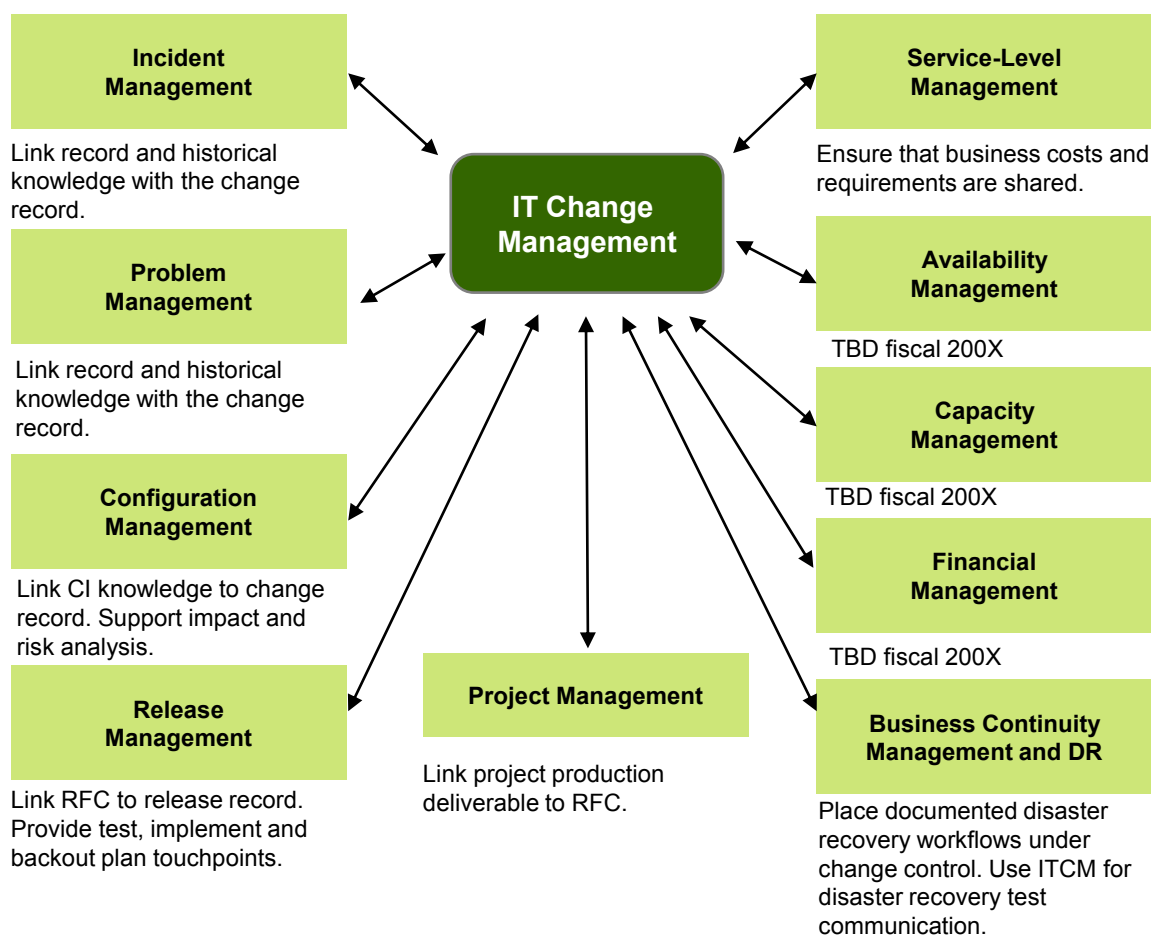 Incident
Management
Link record and historical
knowledge with the change
record.
Problem
Management
Link record and historical
knowledge with the change
record.
Configuration
Management
Link CI knowledge to change
record. Support impact and
risk analysis.
Release
Management
Link RFC to release record.
Provide test, implement and
backout plan touchpoints.
IT Change
Management
Project Management
Link project production
deliverable to RFC.
Service-Level
Management
Ensure that business costs and
requirements are shared.
Availability
Management
TBD fiscal 200X
Capacity
Management
TBD fiscal 200X
Financial
Management
TBD fiscal 200X
Business Continuity
Management and DR
Place documented disaster
recovery workflows under
change control. Use ITCM for
disaster recovery test
communication.